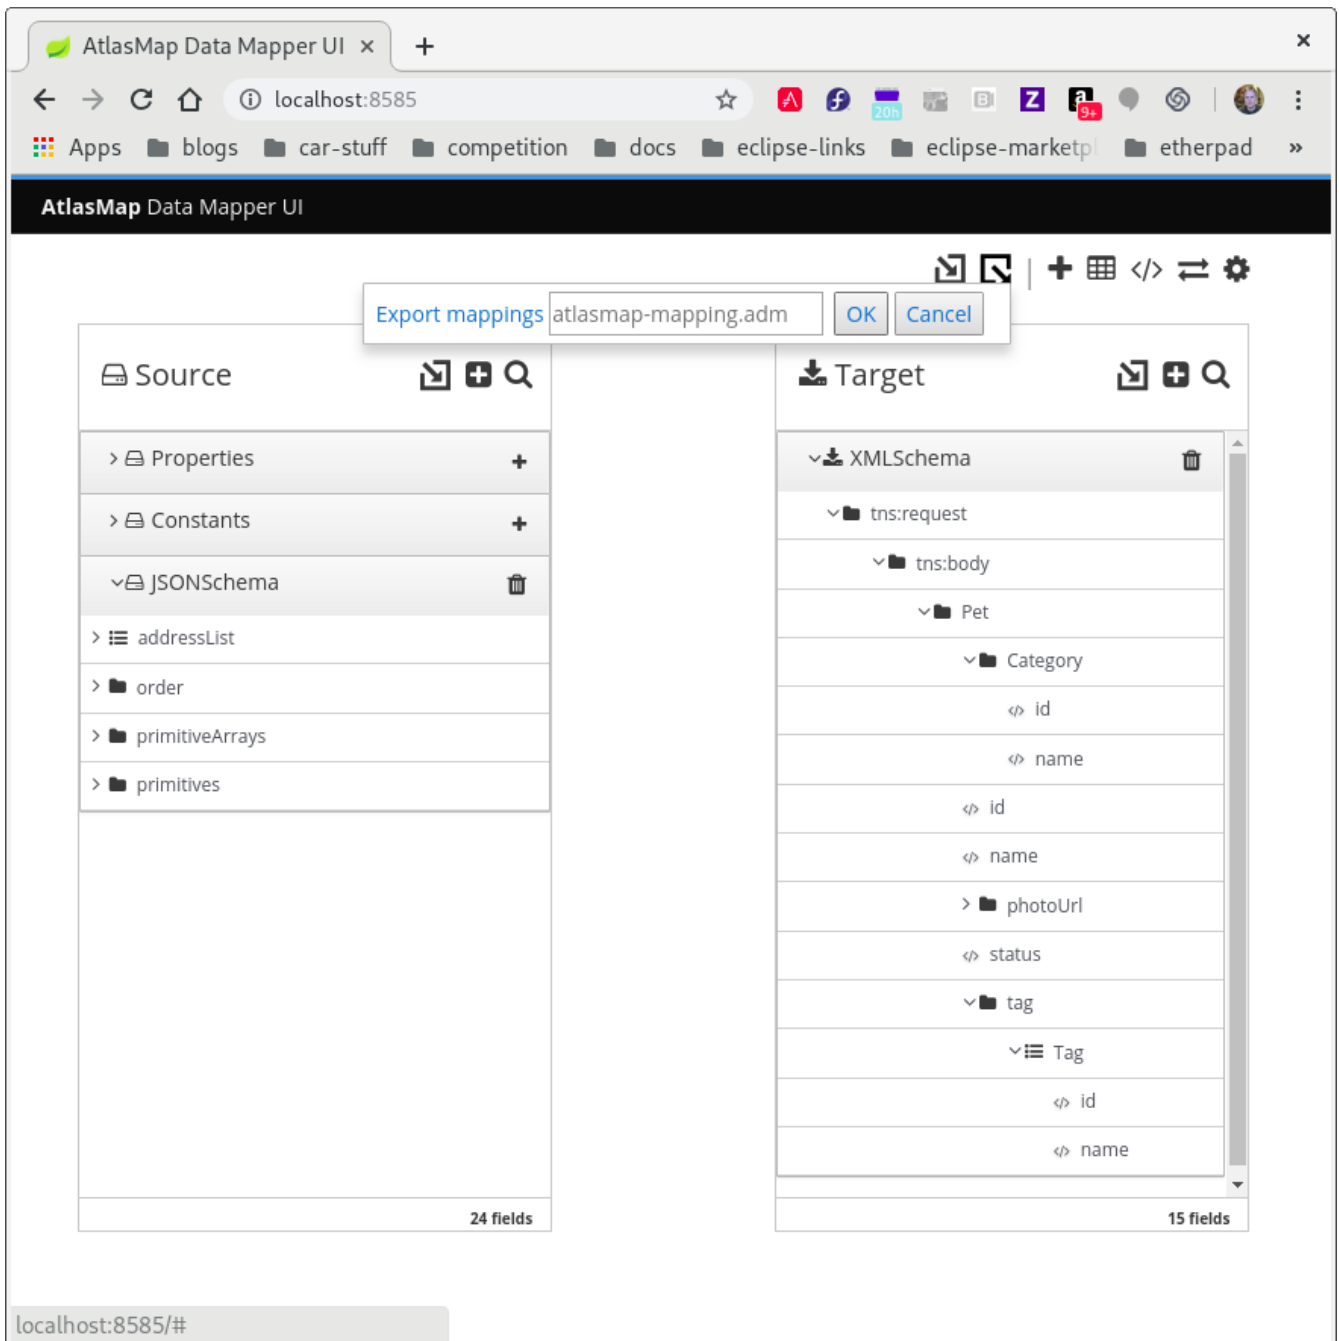 AtlasMap Data Mapper UI
localhost:8585
20h
B
Z
a
9+
Apps blogs car-stuff competition docs eclipse-links eclipse-marketp etherpad »
AtlasMap Data Mapper UI
Export mappings atlasmap-mapping.adm OK Cancel
Source
Target
Properties
Constants
JSONSchema
addressList
order
primitiveArrays
primitives
24 fields
XMLSchema
tns:request
tns:body
Pet
Category
</> id
</> name
</> id
</> name
photoUrl
</> status
tag
Tag
</> id
</> name
15 fields
localhost:8585/#